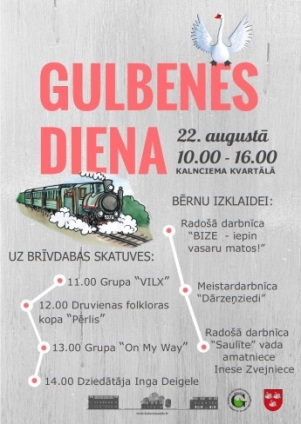 GULBENES
DIENA
22. augustā
10.00 - 16.00
KALNCIEMA KVARTĀLĀ
BĒRNU IZKLAIDEI:
Radošā darbnīca
"BIZE - iepin
vasaru matos!"
Meistardarbnīca
"Dārzeņziedi"
Radošā darbnīca
"Saulīte" vada
amatniece
Inese Zvejniece
UZ BRĪVDABAS SKATUVES:
11.00 Grupa "VILX"
12.00 Druvienas folkloras
kopa "Pērlis"
13.00 Grupa "On My Way"
14.00 Dziedātāja Inga Deigele